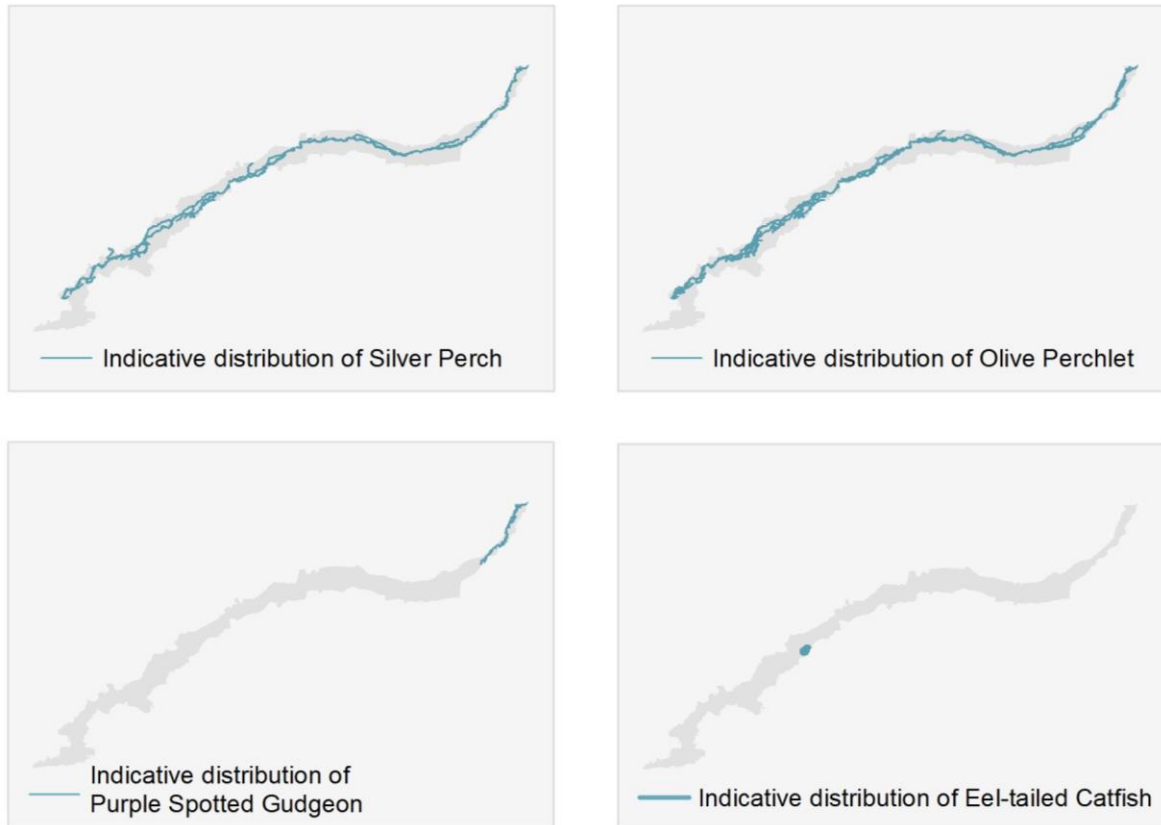 Indicative distribution of Silver Perch
Indicative distribution of Olive Perchlet
Indicative distribution of
Purple Spotted Gudgeon
Indicative distribution of Eel-tailed Catfish